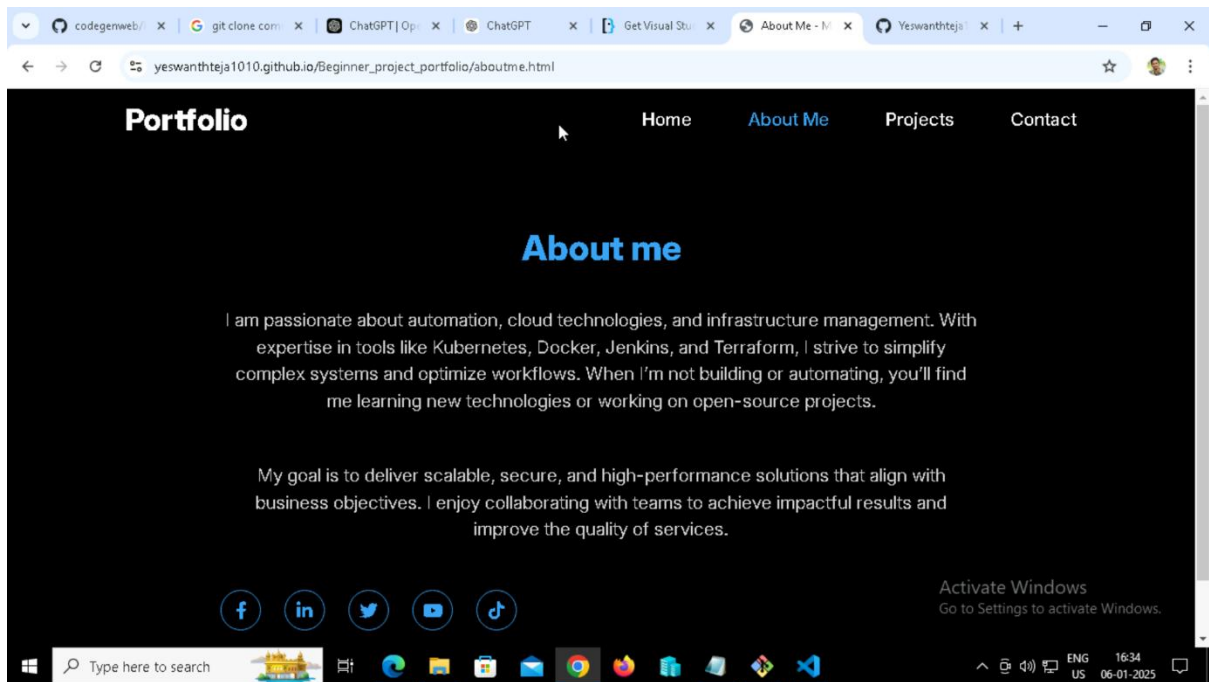 codegenweb/
git clone com
ChatGPT | Op
ChatGPT
Get Visual Stu
About Me - M
Yeswanthteja1
yeswanthteja1010.github.io/Beginner_project_portfolio/aboutme.html
Portfolio
Home
About Me
Projects
Contact
About me
I am passionate about automation, cloud technologies, and infrastructure management. With
expertise in tools like Kubernetes, Docker, Jenkins, and Terraform, I strive to simplify
complex systems and optimize workflows. When I'm not building or automating, you'll find
me learning new technologies or working on open-source projects.
My goal is to deliver scalable, secure, and high-performance solutions that align with
business objectives. I enjoy collaborating with teams to achieve impactful results and
improve the quality of services.
Activate Windows
Go to Settings to activate Windows.
Type here to search
ENG
US
16:34
06-01-2025